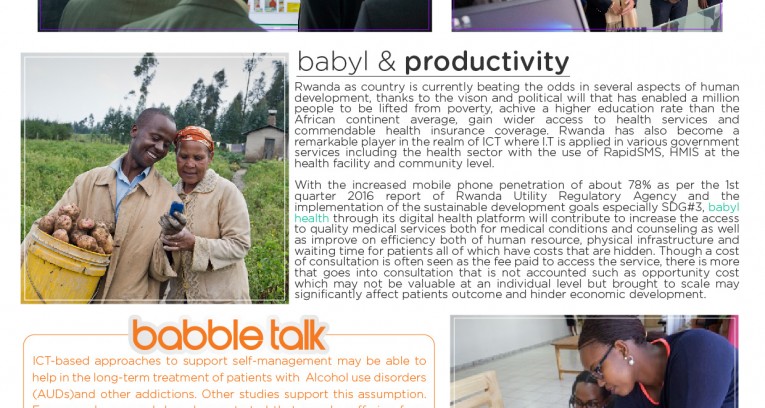 babyl & productivity
Rwanda as country is currently beating the odds in several aspects of human
development, thanks to the vison and political will that has enabled a million
people to be lifted from poverty, achive a higher education rate than the
African continent average, gain wider access to health services and
commendable health insurance coverage. Rwanda has also become a
remarkable player in the realm of ICT where I.T is applied in various government
services including the health sector with the use of RapidSMS, HMIS at the
health facility and community level.
With the increased mobile phone penetration of about 78% as per the 1st
quarter 2016 report of Rwanda Utility Regulatory Agency and the
implementation of the sustainable development goals especially SDG#3, babyl
health through its digital health platform will contribute to increase the access
to quality medical services both for medical conditions and counseling as well
as improve on efficiency both of human resource, physical infrastructure and
waiting time for patients all of which have costs that are hidden. Though a cost
of consultation is often seen as the fee paid to access the service, there is more
that goes into consultation that is not accounted such as opportunity cost
which may not be valuable at an individual level but brought to scale may
significantly affect patients outcome and hinder economic development.
babble talk
ICT-based approaches to support self-management may be able to
help in the long-term treatment of patients with Alcohol use disorders
(AUDs)and other addictions. Other studies support this assumption.